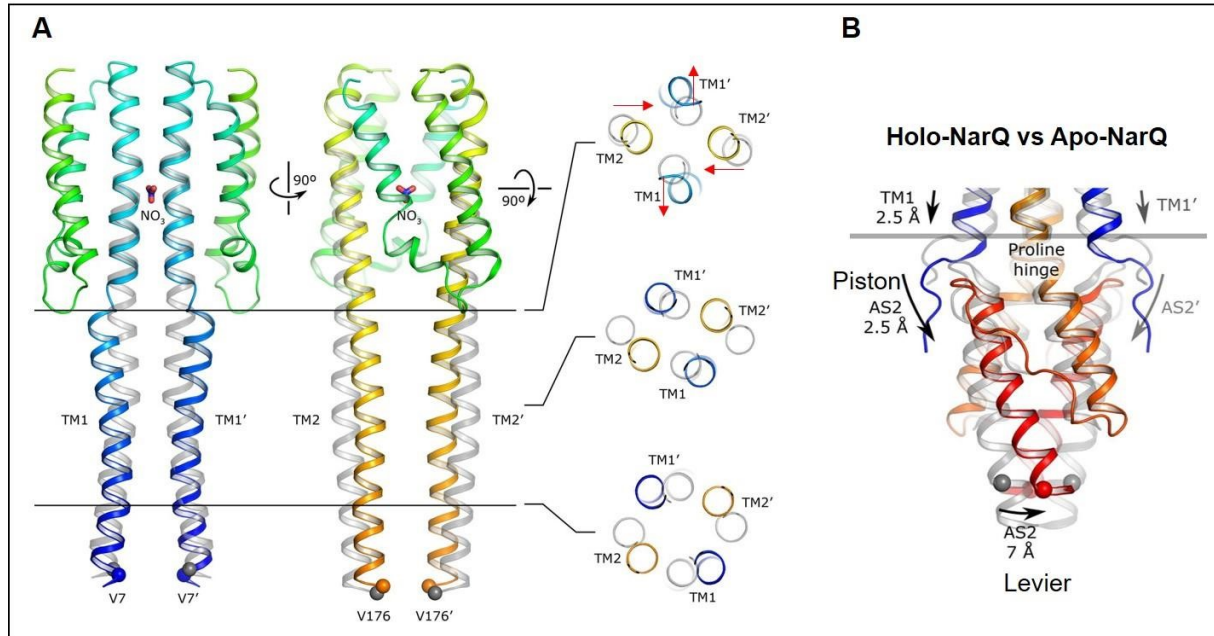 A
NO3
90º
TM1
TM1′
V7
V7′
NO3
90º
TM2
TM2′
V176
V176′
TM1′
TM2′
TM2
TM1
TM1′
TM2′
TM2
TM1
TM1′
TM2′
TM2
TM1
B
Holo-NarQ vs Apo-NarQ
TM1
2.5 Å
TM1′
Proline
hinge
Piston
AS2
2.5 Å
AS2′
AS2
7 Å
Levier